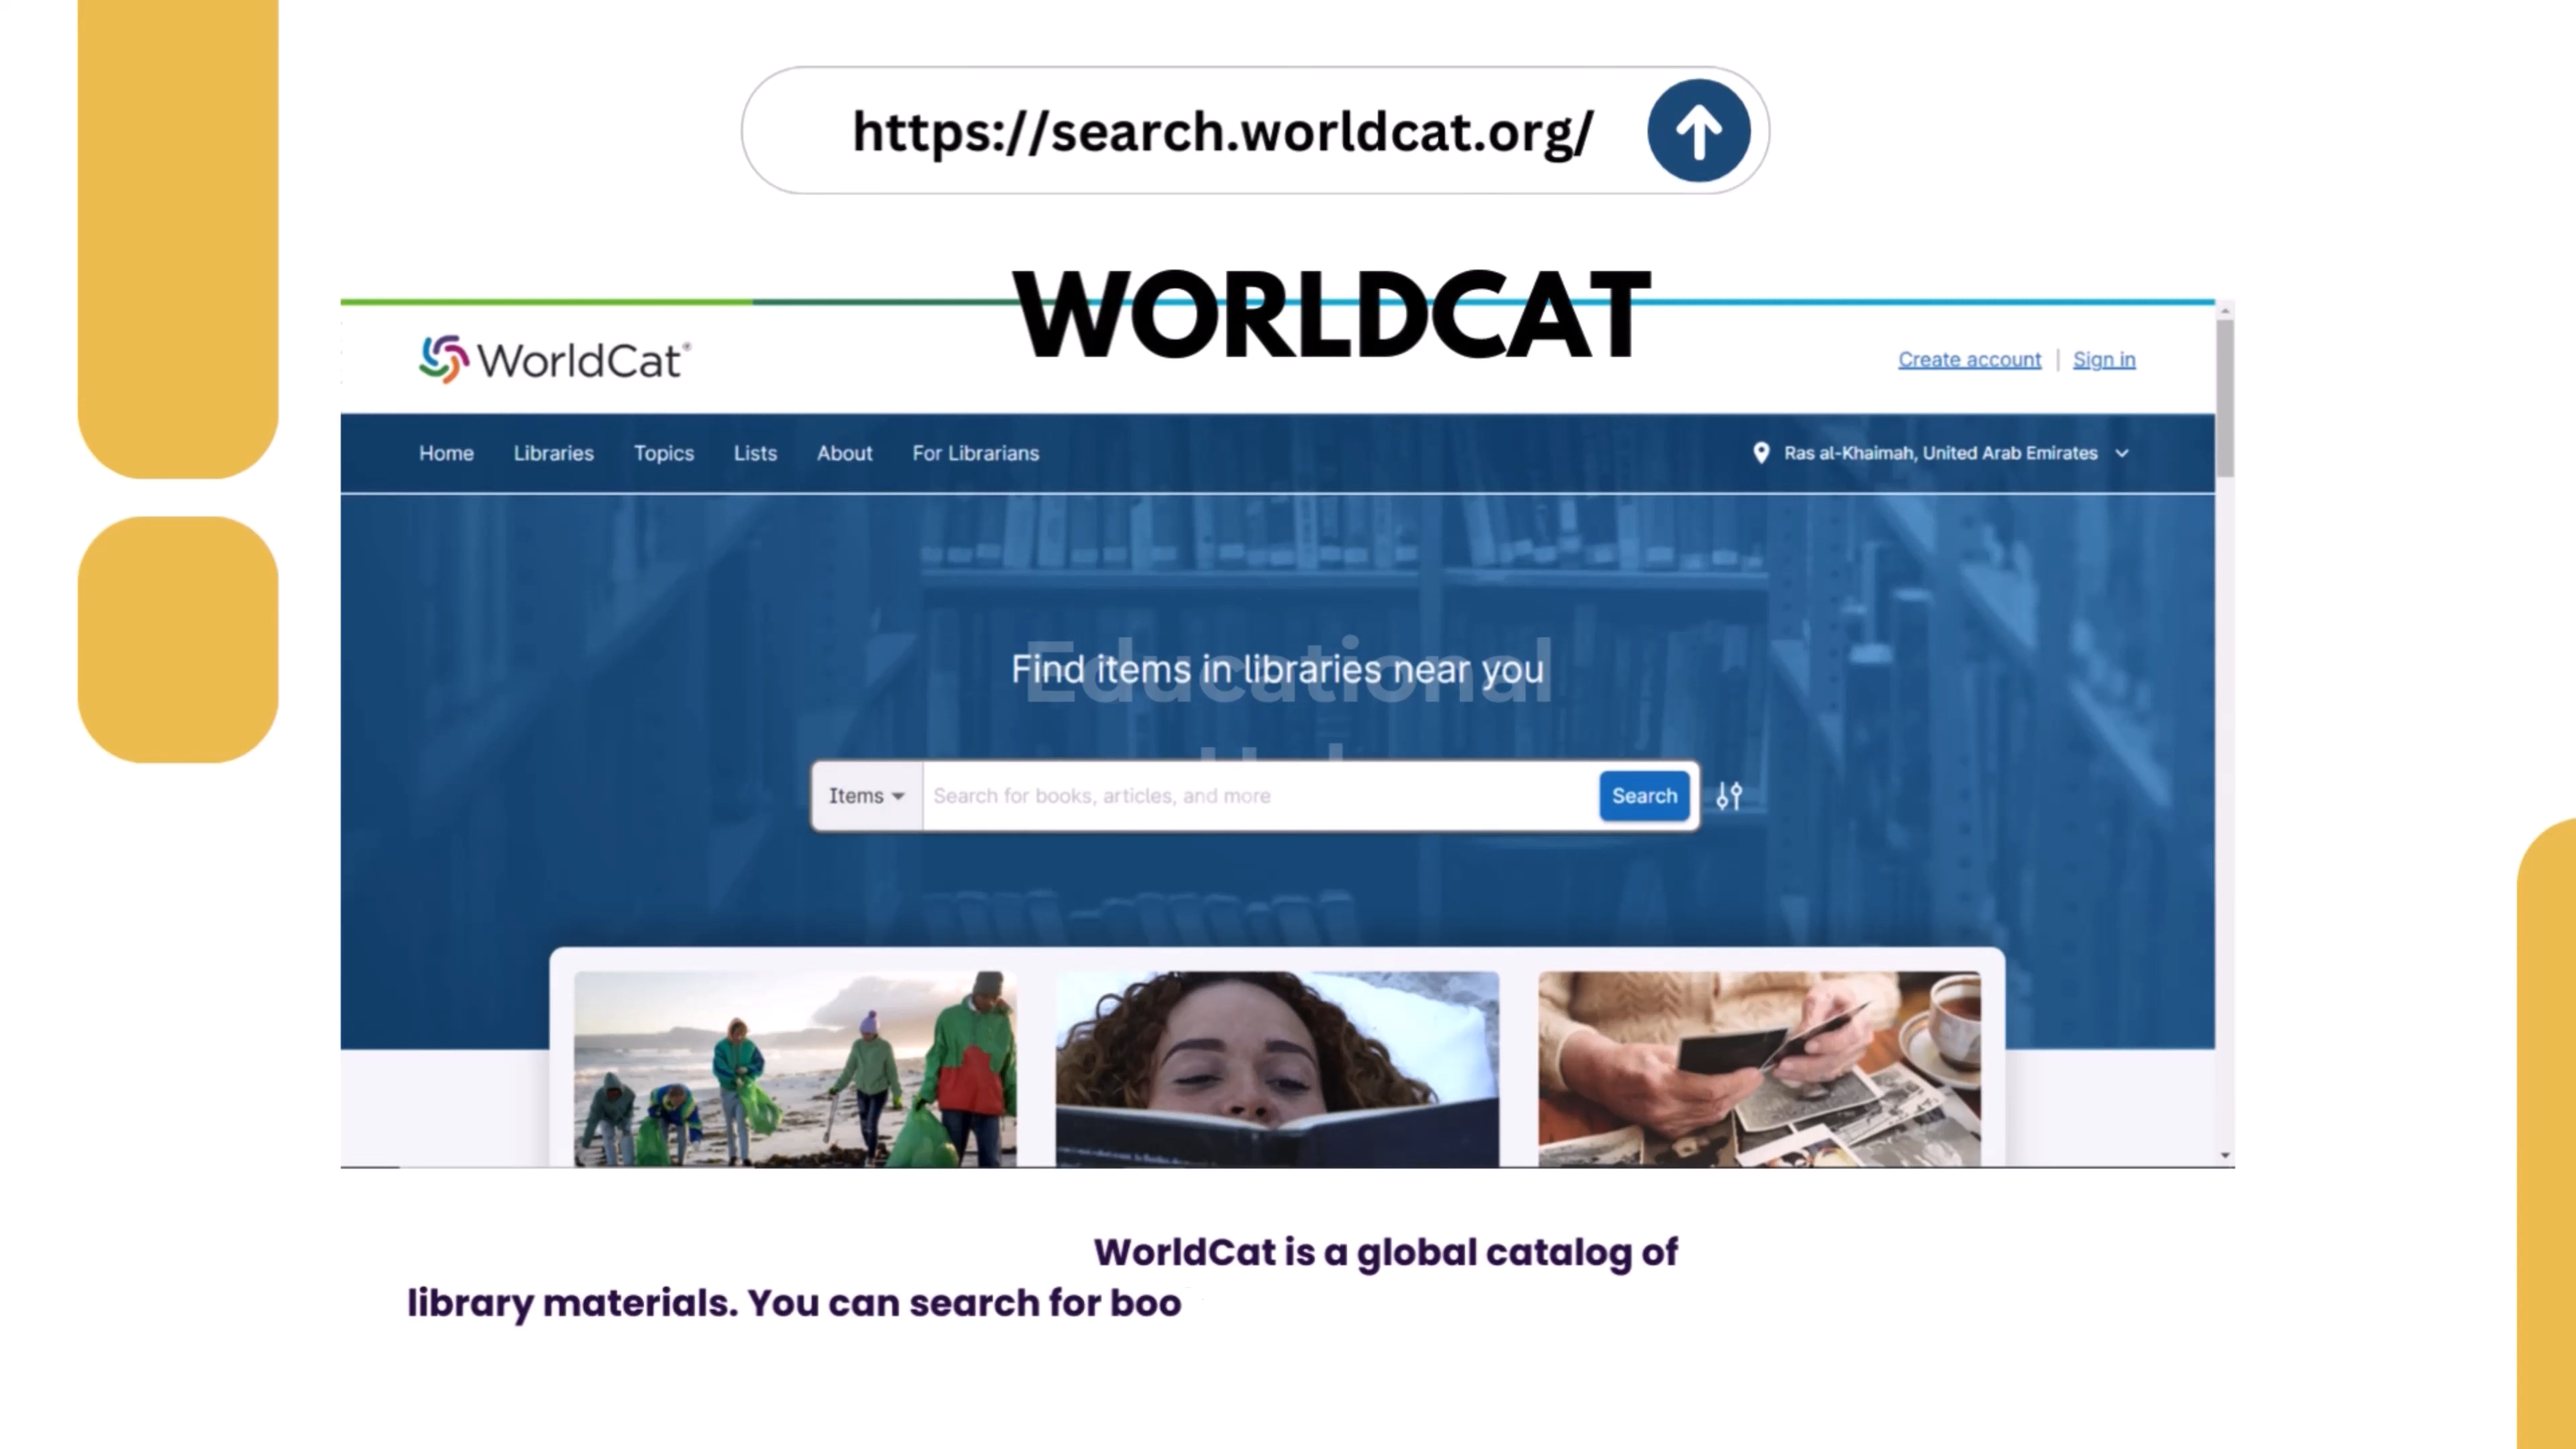 https://search.worldcat.org/
WORLDCAT
WorldCat®
Create account | Sign in
Home Libraries Topics Lists About For Librarians
Ras al-Khaimah, United Arab Emirates
Educational
Find items in libraries near you
Items
Search for books, articles, and more
Search
WorldCat is a global catalog of
library materials. You can search for boo